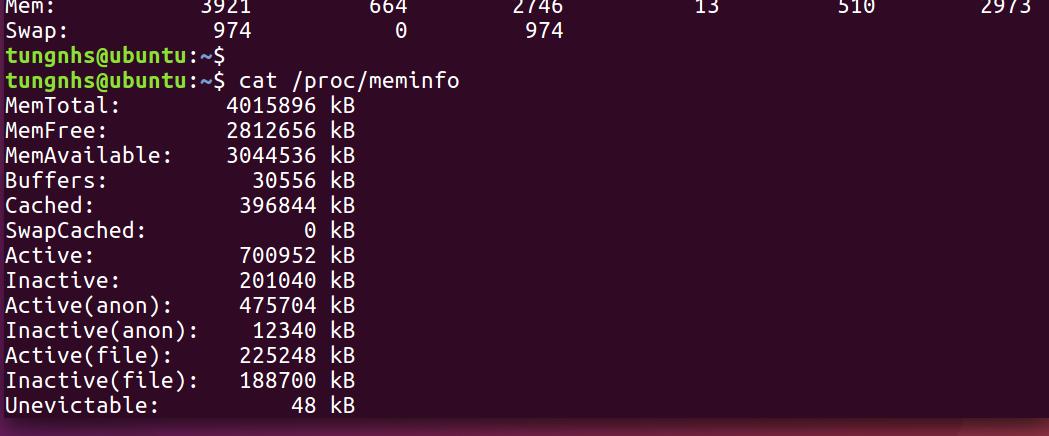 Mem: 3921 664 2746 13 510 2973
Swap: 974 0 974
tungnhs@ubuntu:~$
tungnhs@ubuntu:~$ cat /proc/meminfo
MemTotal: 4015896 kB
MemFree: 2812656 kB
MemAvailable: 3044536 kB
Buffers: 30556 kB
Cached: 396844 kB
SwapCached: 0 kB
Active: 700952 kB
Inactive: 201040 kB
Active(anon): 475704 kB
Inactive(anon): 12340 kB
Active(file): 225248 kB
Inactive(file): 188700 kB
Unevictable: 48 kB